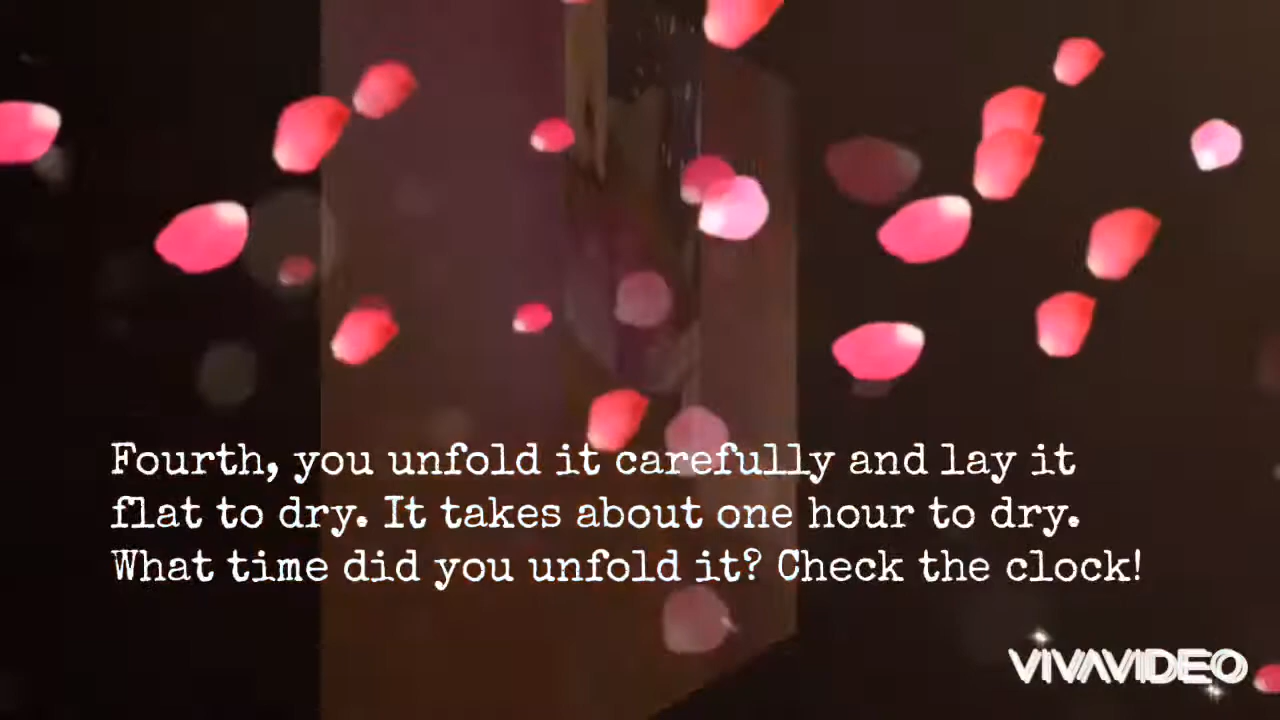 Fourth, you unfold it carefully and lay it
flat to dry. It takes about one hour to dry.
What time did you unfold it? Check the clock!
VIVAVIDEO